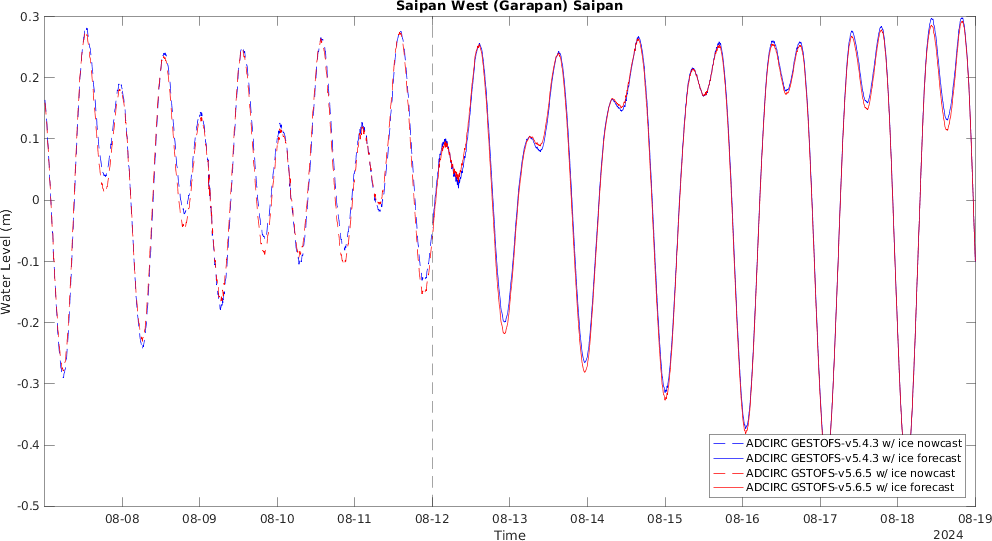 Saipan West (Garapan) Saipan
0.3
0.2
0.1
0
-0.1
-0.2
-0.3
-0.4
-0.5
Water Level (m)
ADCIRC GESTOFS-v5.4.3 w/ ice nowcast
ADCIRC GESTOFS-v5.4.3 w/ ice forecast
ADCIRC GSTOFS-v5.6.5 w/ ice nowcast
ADCIRC GSTOFS-v5.6.5 w/ ice forecast
08-08 08-09 08-10 08-11 08-12 08-13 08-14 08-15 08-16 08-17 08-18 08-19
Time
2024